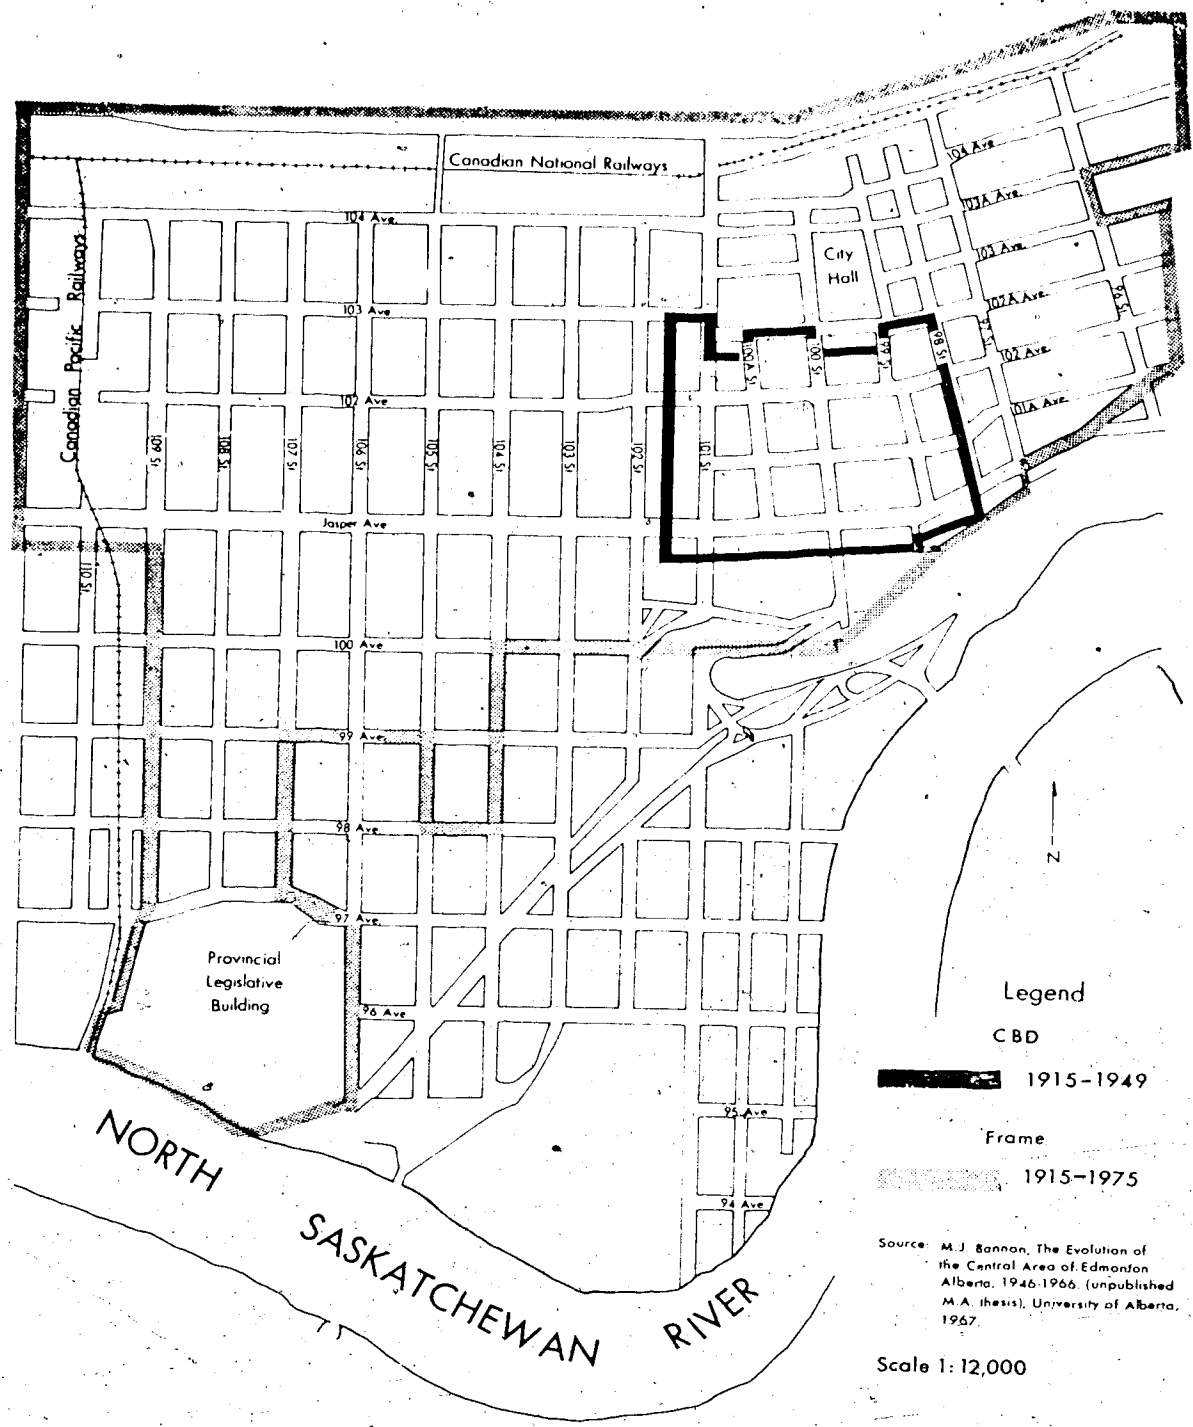 Canadian National Railways
104 Ave.
104 Ave.
103A Ave.
City
Hall
103 Ave.
102A Ave.
96 St
97 St
Canadian Pacific Railways
103 Ave
98 St
99 St
100 St
100A St
102 Ave.
102 Ave
101A Ave.
109 St
108 St
107 St
106 St
105 St
104 St
103 St
102 St
101 St
Jasper Ave
110 St
100 Ave
99 Ave.
98 Ave
N
97 Ave.
Provincial
Legislative
Building
96 Ave
95 Ave
94 Ave
NORTH
SASKATCHEWAN
RIVER
Legend
CBD
1915-1949
Frame
1915-1975
Source: M.J. Bannon, The Evolution of
the Central Area of Edmonton
Alberta, 1946-1966. (unpublished
M.A. thesis), University of Alberta,
1967.
Scale 1:12,000